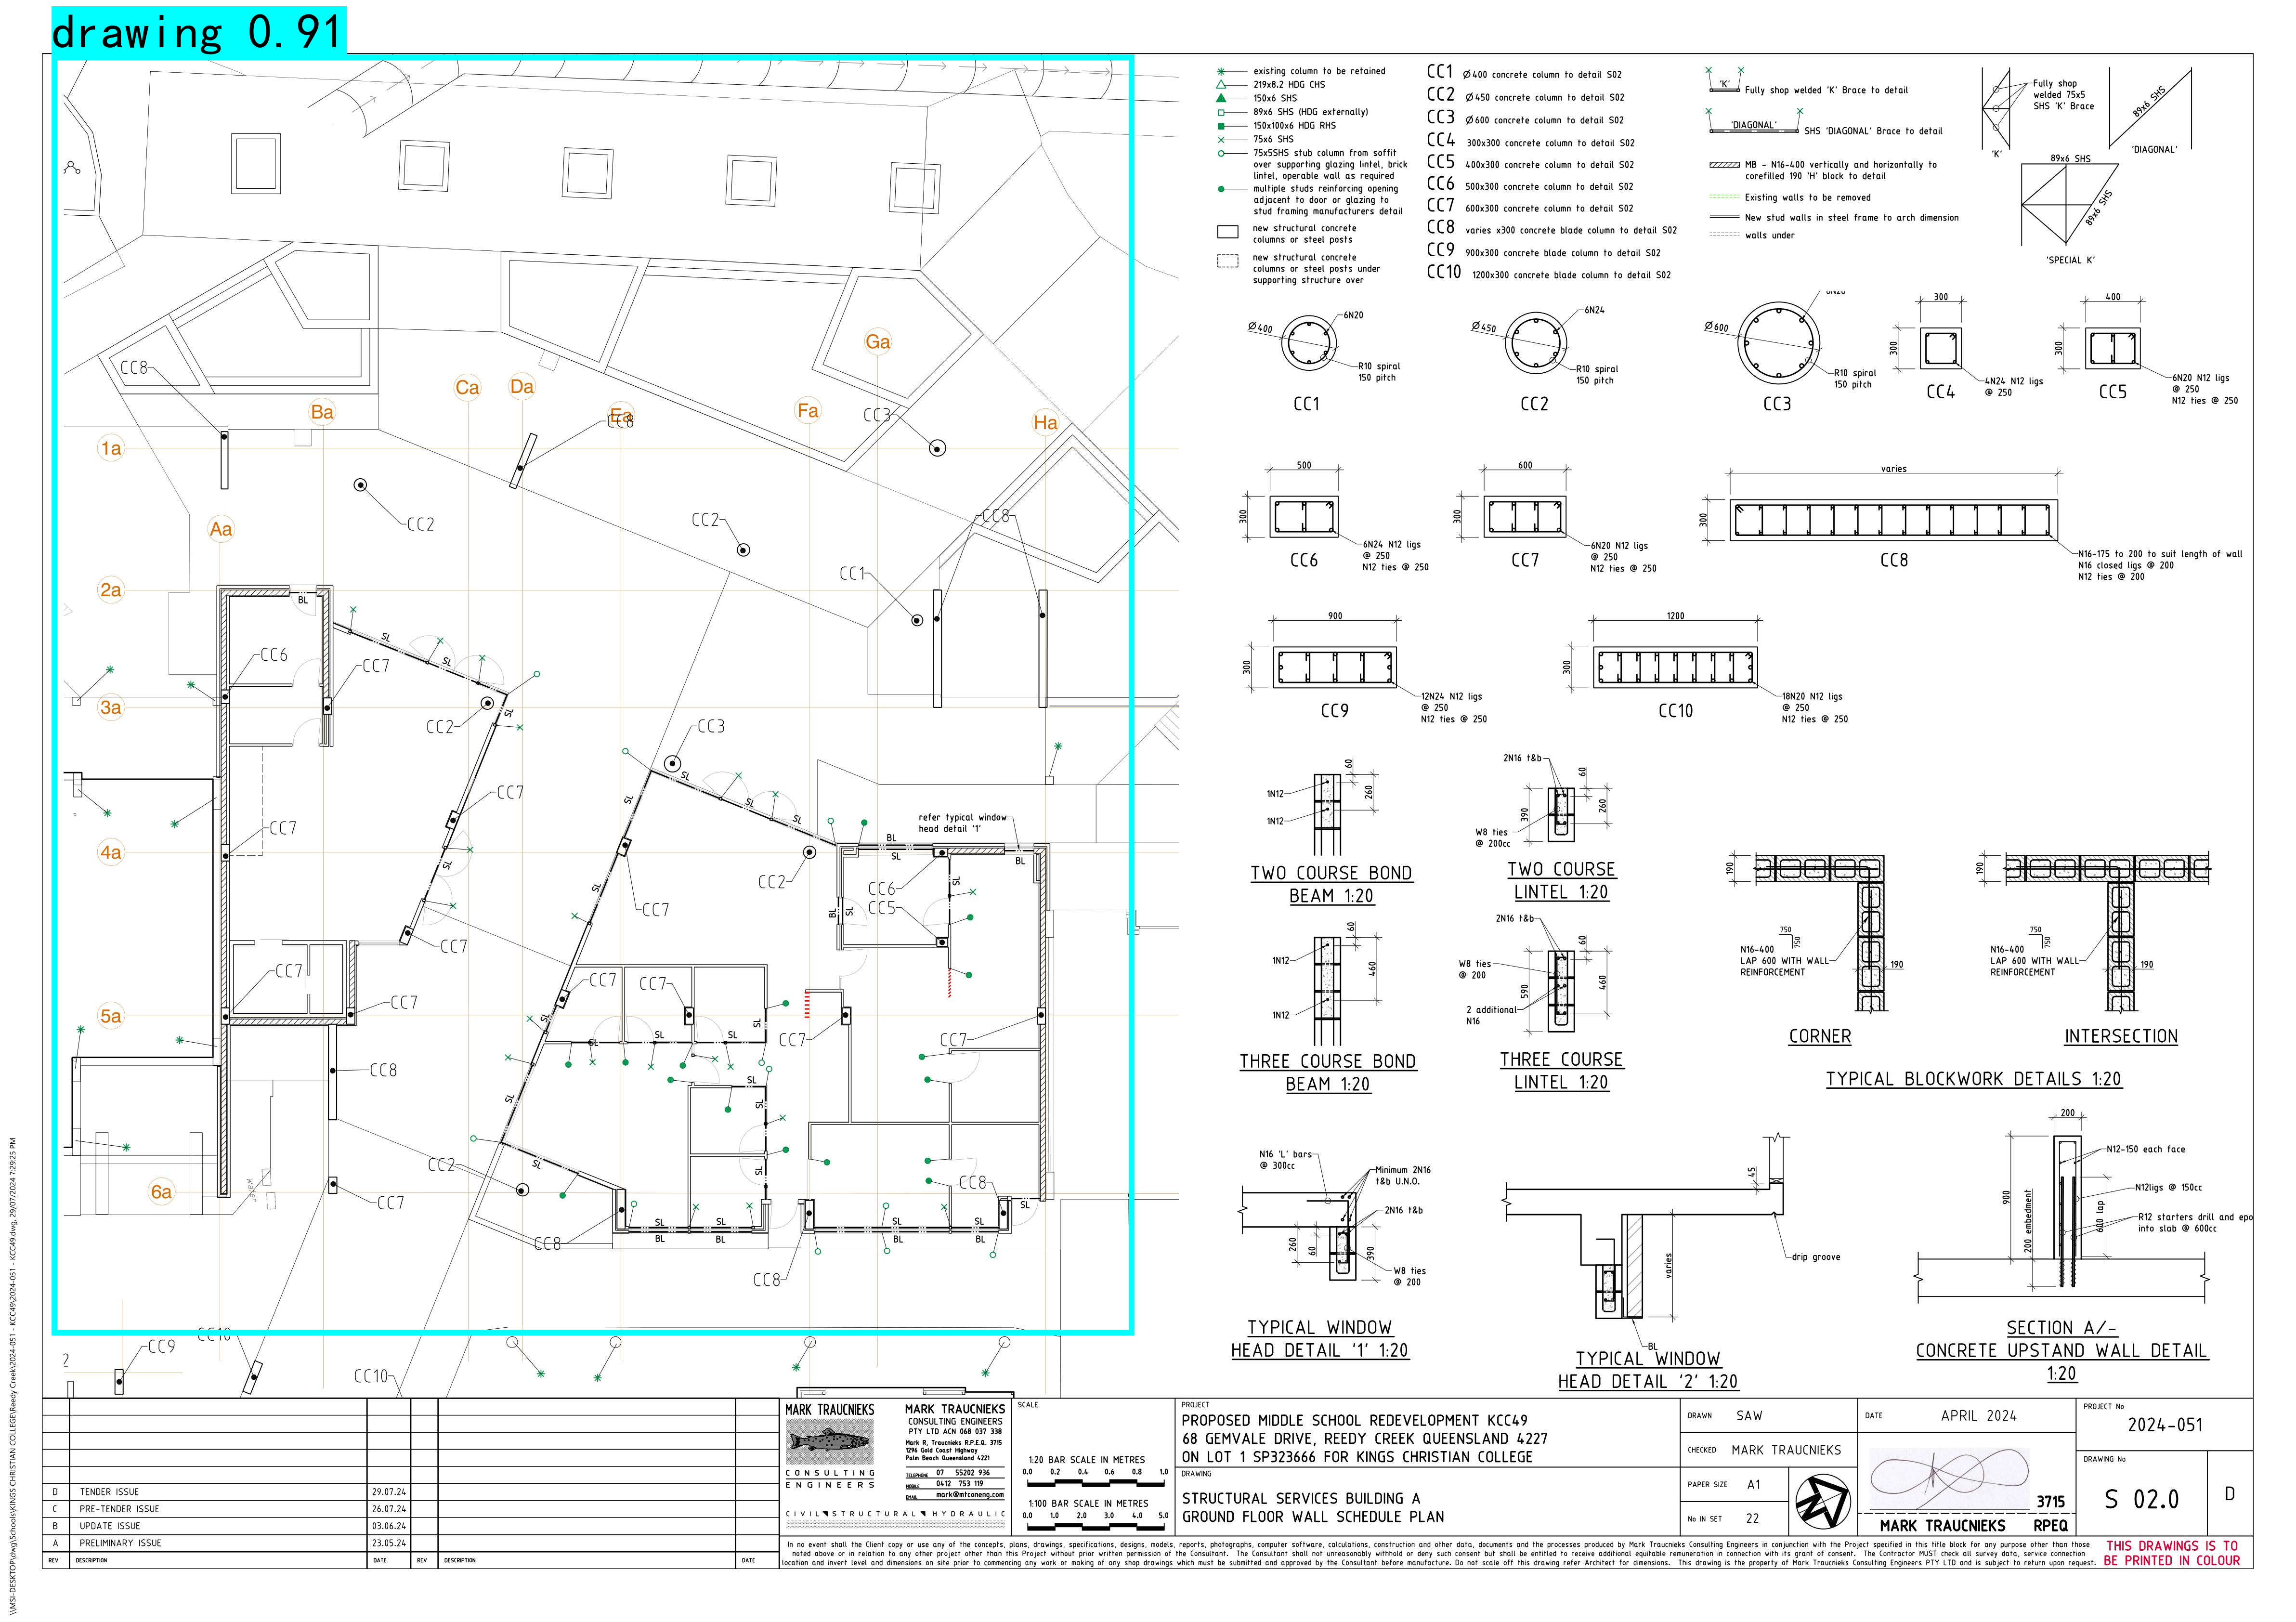 drawing 0.91
existing column to be retained
219x8.2 HDG CHS
150x6 SHS
89x6 SHS (HDG externally)
150x100x6 HDG RHS
75x6 SHS
75x5SHS stub column from soffit
over supporting glazing lintel, brick
lintel, operable wall as required
multiple studs reinforcing opening
adjacent to door or glazing to
stud framing manufacturers detail
new structural concrete
columns or steel posts
new structural concrete
columns or steel posts under
supporting structure over
CC1 Ø400 concrete column to detail S02
CC2 Ø450 concrete column to detail S02
CC3 Ø600 concrete column to detail S02
CC4 300x300 concrete column to detail S02
CC5 400x300 concrete column to detail S02
CC6 500x300 concrete column to detail S02
CC7 600x300 concrete column to detail S02
CC8 varies x300 concrete blade column to detail S02
CC9 900x300 concrete blade column to detail S02
CC10 1200x300 concrete blade column to detail S02
'K'
Fully shop welded 'K' Brace to detail
'DIAGONAL'
SHS 'DIAGONAL' Brace to detail
MB - N16-400 vertically and horizontally to
corefilled 190 'H' block to detail
Existing walls to be removed
New stud walls in steel frame to arch dimension
walls under
Fully shop
welded 75x5
SHS 'K' Brace
'K'
89x6 SHS
'DIAGONAL'
89x6 SHS
89x6 SHS
'SPECIAL K'
Ø400
6N20
R10 spiral
150 pitch
CC1
Ø450
6N24
R10 spiral
150 pitch
CC2
Ø600
R10 spiral
150 pitch
CC3
300
300
4N24 N12 ligs
@ 250
CC4
400
300
6N20 N12 ligs
@ 250
N12 ties @ 250
CC5
500
300
6N24 N12 ligs
@ 250
N12 ties @ 250
CC6
600
300
6N20 N12 ligs
@ 250
N12 ties @ 250
CC7
varies
300
N16-175 to 200 to suit length of wall
N16 closed ligs @ 200
N12 ties @ 200
CC8
900
300
12N24 N12 ligs
@ 250
N12 ties @ 250
CC9
1200
300
18N20 N12 ligs
@ 250
N12 ties @ 250
CC10
1N12
1N12
60
260
TWO COURSE BOND
BEAM 1:20
2N16 t&b
60
390
260
W8 ties
@ 200cc
TWO COURSE
LINTEL 1:20
1N12
1N12
60
460
THREE COURSE BOND
BEAM 1:20
2N16 t&b
60
W8 ties
@ 200
590
460
2 additional
N16
THREE COURSE
LINTEL 1:20
190
750
750
N16-400
LAP 600 WITH WALL
REINFORCEMENT
190
CORNER
190
750
750
N16-400
LAP 600 WITH WALL
REINFORCEMENT
190
INTERSECTION
TYPICAL BLOCKWORK DETAILS 1:20
N16 'L' bars
@ 300cc
Minimum 2N16
t&b U.N.O.
2N16 t&b
260
60
390
W8 ties
@ 200
TYPICAL WINDOW
HEAD DETAIL '1' 1:20
45
varies
drip groove
BL
TYPICAL WINDOW
HEAD DETAIL '2' 1:20
200
N12-150 each face
900
N12ligs @ 150cc
200 embedment
600 lap
R12 starters drill and epo
into slab @ 600cc
SECTION A/-
CONCRETE UPSTAND WALL DETAIL
1:20
Ga
CC8
Ca
Da
Ba
Ea
CC8
Fa
CC3
Ha
1a
CC2
CC2
CC8
Aa
CC1
2a
BL
SL
CC6
CC7
SL
3a
CC2
SL
CC3
SL
CC7
SL
SL
refer typical window
head detail '1'
CC7
4a
SL
BL
SL
BL
CC2
CC6
SL
CC5
CC7
SL
BL
SL
CC7
CC7
CC7
CC7
CC7
5a
SL
SL
SL
SL
SL
CC7
CC7
CC8
SL
SL
SL
CC2
SL
SL
6a
CC7
CC8
SL
Water
CC8
SL
SL
SL
SL
BL
BL
BL
BL
CC8
CC9
CC10
CC10
2
\\MSI-DESKTOP\dwg\Schools\KINGS CHRISTIAN COLLEGE\Reedy Creek\2024-051 - KCC49\2024-051 - KCC49.dwg, 29/07/2024 7:29:25 PM
D TENDER ISSUE 29.07.24
C PRE-TENDER ISSUE 26.07.24
B UPDATE ISSUE 03.06.24
A PRELIMINARY ISSUE 23.05.24
REV DESCRIPTION DATE REV DESCRIPTION DATE
MARK TRAUCNIEKS
CONSULTING
ENGINEERS
MARK TRAUCNIEKS
CONSULTING ENGINEERS
PTY LTD ACN 068 037 338
Mark R, Traucnieks R.P.E.Q. 3715
1296 Gold Coast Highway
Palm Beach Queensland 4221
TELEPHONE 07 55202 936
MOBILE 0412 753 119
EMAIL mark@mtconeng.com
CIVIL STRUCTURAL HYDRAULIC
SCALE
1:20 BAR SCALE IN METRES
0.0 0.2 0.4 0.6 0.8 1.0
1:100 BAR SCALE IN METRES
0.0 1.0 2.0 3.0 4.0 5.0
PROJECT
PROPOSED MIDDLE SCHOOL REDEVELOPMENT KCC49
68 GEMVALE DRIVE, REEDY CREEK QUEENSLAND 4227
ON LOT 1 SP323666 FOR KINGS CHRISTIAN COLLEGE
DRAWING
STRUCTURAL SERVICES BUILDING A
GROUND FLOOR WALL SCHEDULE PLAN
DRAWN SAW
CHECKED MARK TRAUCNIEKS
PAPER SIZE A1
No IN SET 22
DATE APRIL 2024
3715
MARK TRAUCNIEKS RPEQ
PROJECT No
2024-051
DRAWING No
S 02.0 D
In no event shall the Client copy or use any of the concepts, plans, drawings, specifications, designs, models, reports, photographs, computer software, calculations, construction and other data, documents and the processes produced by Mark Traucnieks Consulting Engineers in conjunction with the Project specified in this title block for any purpose other than those
noted above or in relation to any other project other than this Project without prior written permission of the Consultant. The Consultant shall not unreasonably withhold or deny such consent but shall be entitled to receive additional equitable remuneration in connection with its grant of consent. The Contractor MUST check all survey data, service connection
location and invert level and dimensions on site prior to commencing any work or making of any shop drawings which must be submitted and approved by the Consultant before manufacture. Do not scale off this drawing refer Architect for dimensions. This drawing is the property of Mark Traucnieks Consulting Engineers PTY LTD and is subject to return upon request.
THIS DRAWINGS IS TO
BE PRINTED IN COLOUR